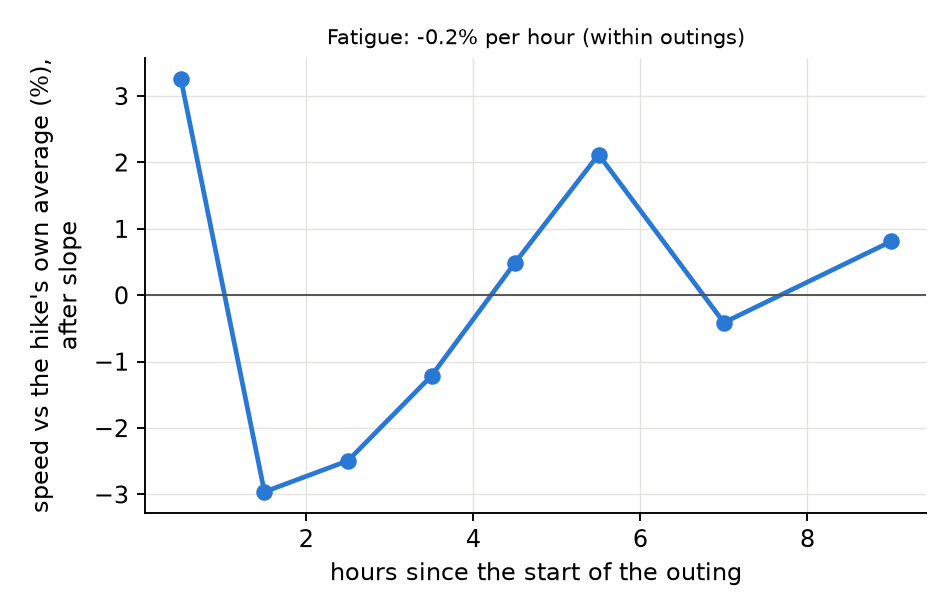 Fatigue: -0.2% per hour (within outings)
speed vs the hike's own average (%),
after slope
3
2
1
0
−1
−2
−3
2
4
6
8
hours since the start of the outing